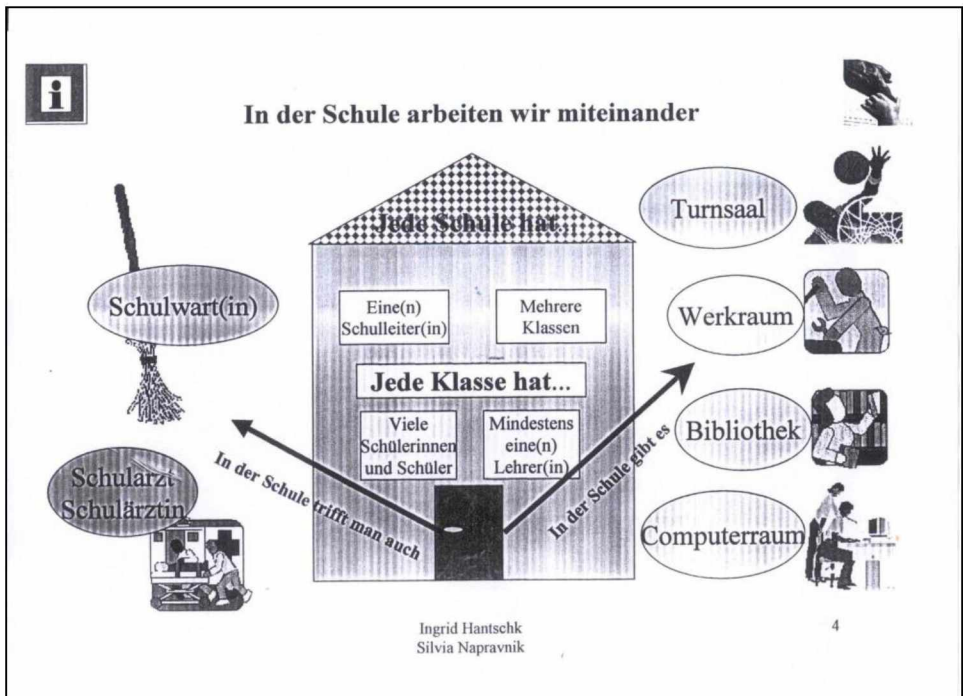 i
In der Schule arbeiten wir miteinander
Jede Schule hat...
Eine(n)
Schulleiter(in)
Mehrere
Klassen
Jede Klasse hat...
Viele
Schülerinnen
und Schüler
Mindestens
eine(n)
Lehrer(in)
In der Schule trifft man auch
Schulwart(in)
Schularzt
Schulärztin
In der Schule gibt es
Turnsaal
Werkraum
Bibliothek
Computerraum
Ingrid Hantschk
Silvia Napravnik
4